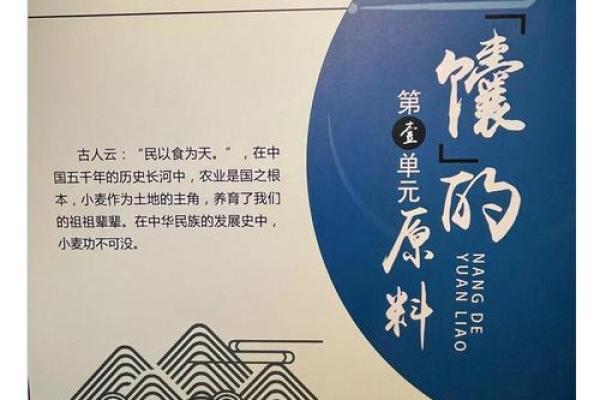 「馕」的
第壹单元
原料
NANG DE
YUAN LIAO
古人云：“民以食为天。”，在中
国五千年的历史长河中，农业是国之根
本，小麦作为土地的主角，养育了我们
的祖祖辈辈。在中华民族的发展史中，
小麦功不可没。